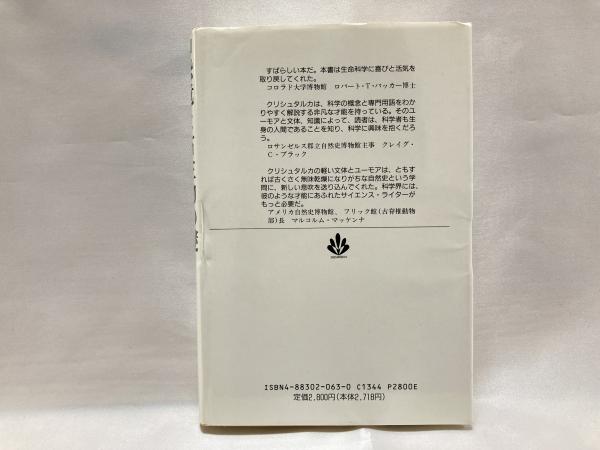 すばらしい本だ。本書は生命科学に喜びと活気を
取り戻してくれた。
コロラド大学博物館 ロバート・T・バッカー博士
クリシュタルカは、科学の概念と専門用語をわか
りやすく解説する非凡な才能を持っている。そのユ
ーモアと文体、知識によって、読者は、科学者も生
身の人間であることを知り、科学に興味を抱くだろ
う。
ロサンゼルス郡立自然史博物館主事 クレイグ・
C・ブラック
クリシュタルカの軽い文体とユーモアは、ともす
れば古くさく無味乾燥になりがちな自然史という学
問に、新しい息吹を送り込んでくれた。科学界には、
彼のような才能にあふれたサイエンス・ライターが
もっと必要だ。
アメリカ自然史博物館、フリック館(古脊椎動物
部)長 マルコルム・マッケンナ
ISBN4-88302-063-0 C1344 P2800E
定価2,800円(本体2,718円)